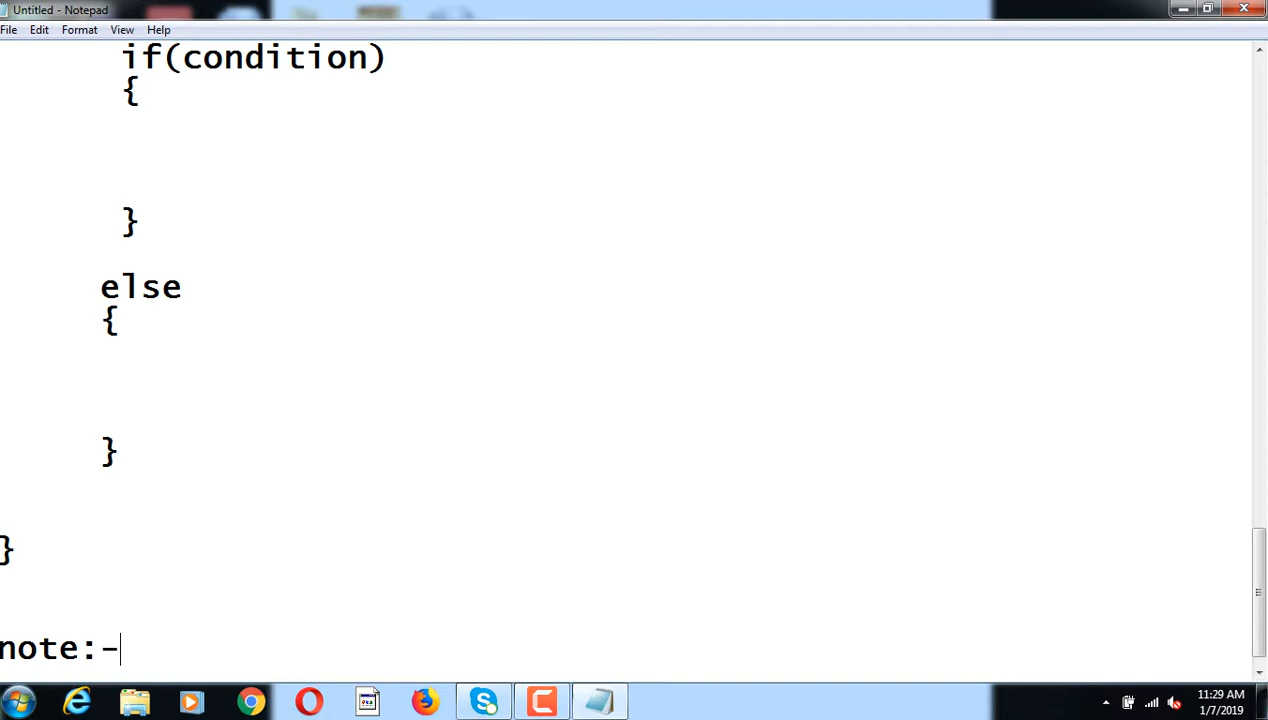 Untitled - Notepad
File Edit Format View Help
if(condition)
{
}
else
{
}
}
note:-
11:29 AM
1/7/2019